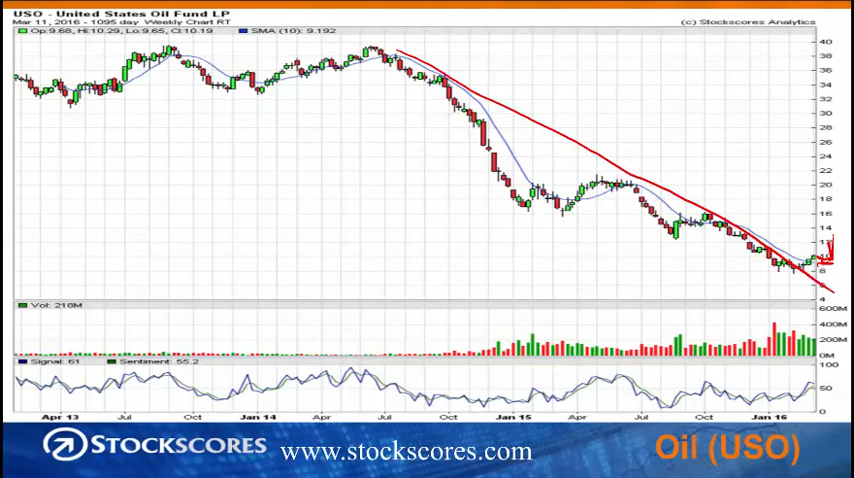 USO - United States Oil Fund LP
Mar 11, 2016 - 1095 day Weekly Chart RT
(c) Stockscores Analytics
Op:9.68, Hi:10.29, Lo:9.65, Cl:10.19
SMA (10): 9.192
40
38
36
34
32
30
28
26
24
22
20
18
16
14
8
6
4
Vol: 218M
600M
400M
200M
0M
Signal: 61
Sentiment: 55.2
100
50
0
Apr 13
Jul
Oct
Jan 14
Apr
Jul
Oct
Jan 15
Apr
Jul
Oct
Jan 16
STOCKSCORES
www.stockscores.com
Oil (USO)